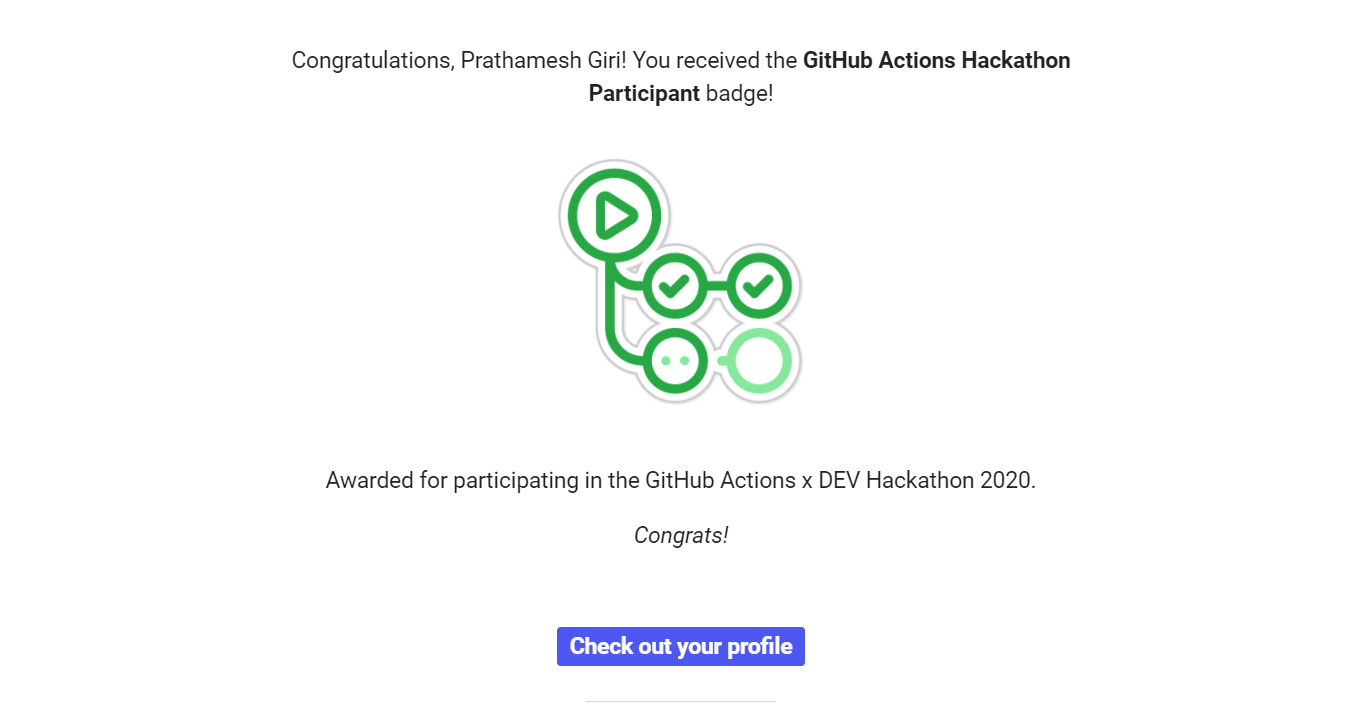 Congratulations, Prathamesh Giri! You received the GitHub Actions Hackathon
Participant badge!
Awarded for participating in the GitHub Actions x DEV Hackathon 2020.
Congrats!
Check out your profile